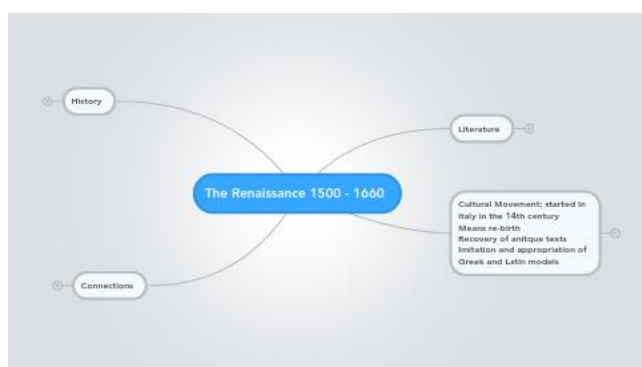 History
Literature
The Renaissance 1500 - 1660
Cultural Movement; started in
italy in the 14th century
Means re-birth
Recovery of anitque texts
Imitation and appropriation of
Greek and Latin models
Connections